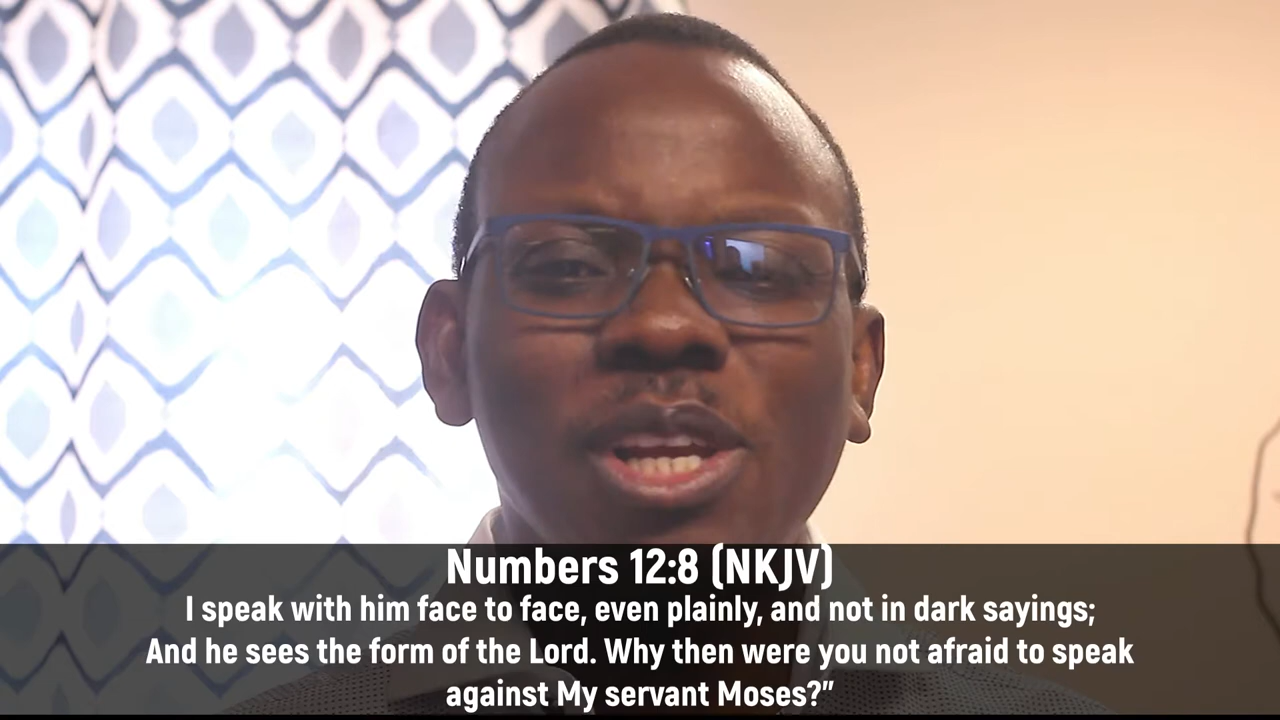 Numbers 12:8 (NKJV)
I speak with him face to face, even plainly, and not in dark sayings;
And he sees the form of the Lord. Why then were you not afraid to speak
against My servant Moses?”